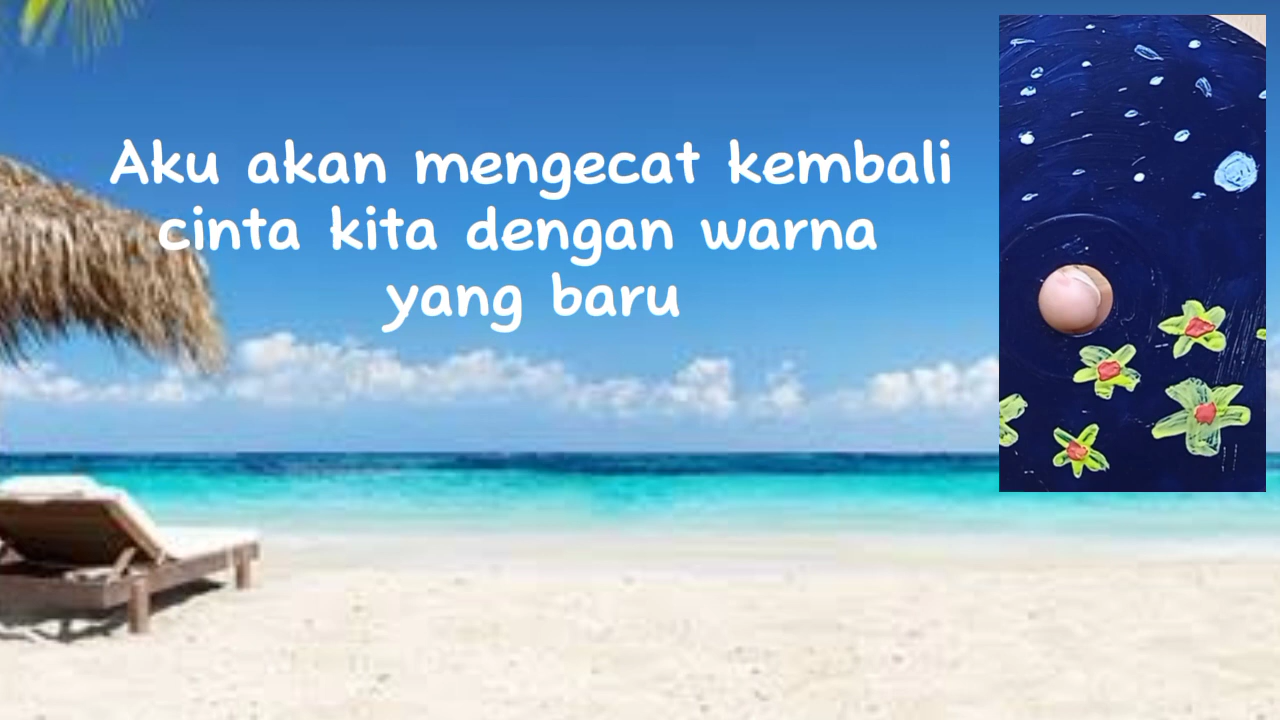 Aku akan mengecat kembali
cinta kita dengan warna
yang baru